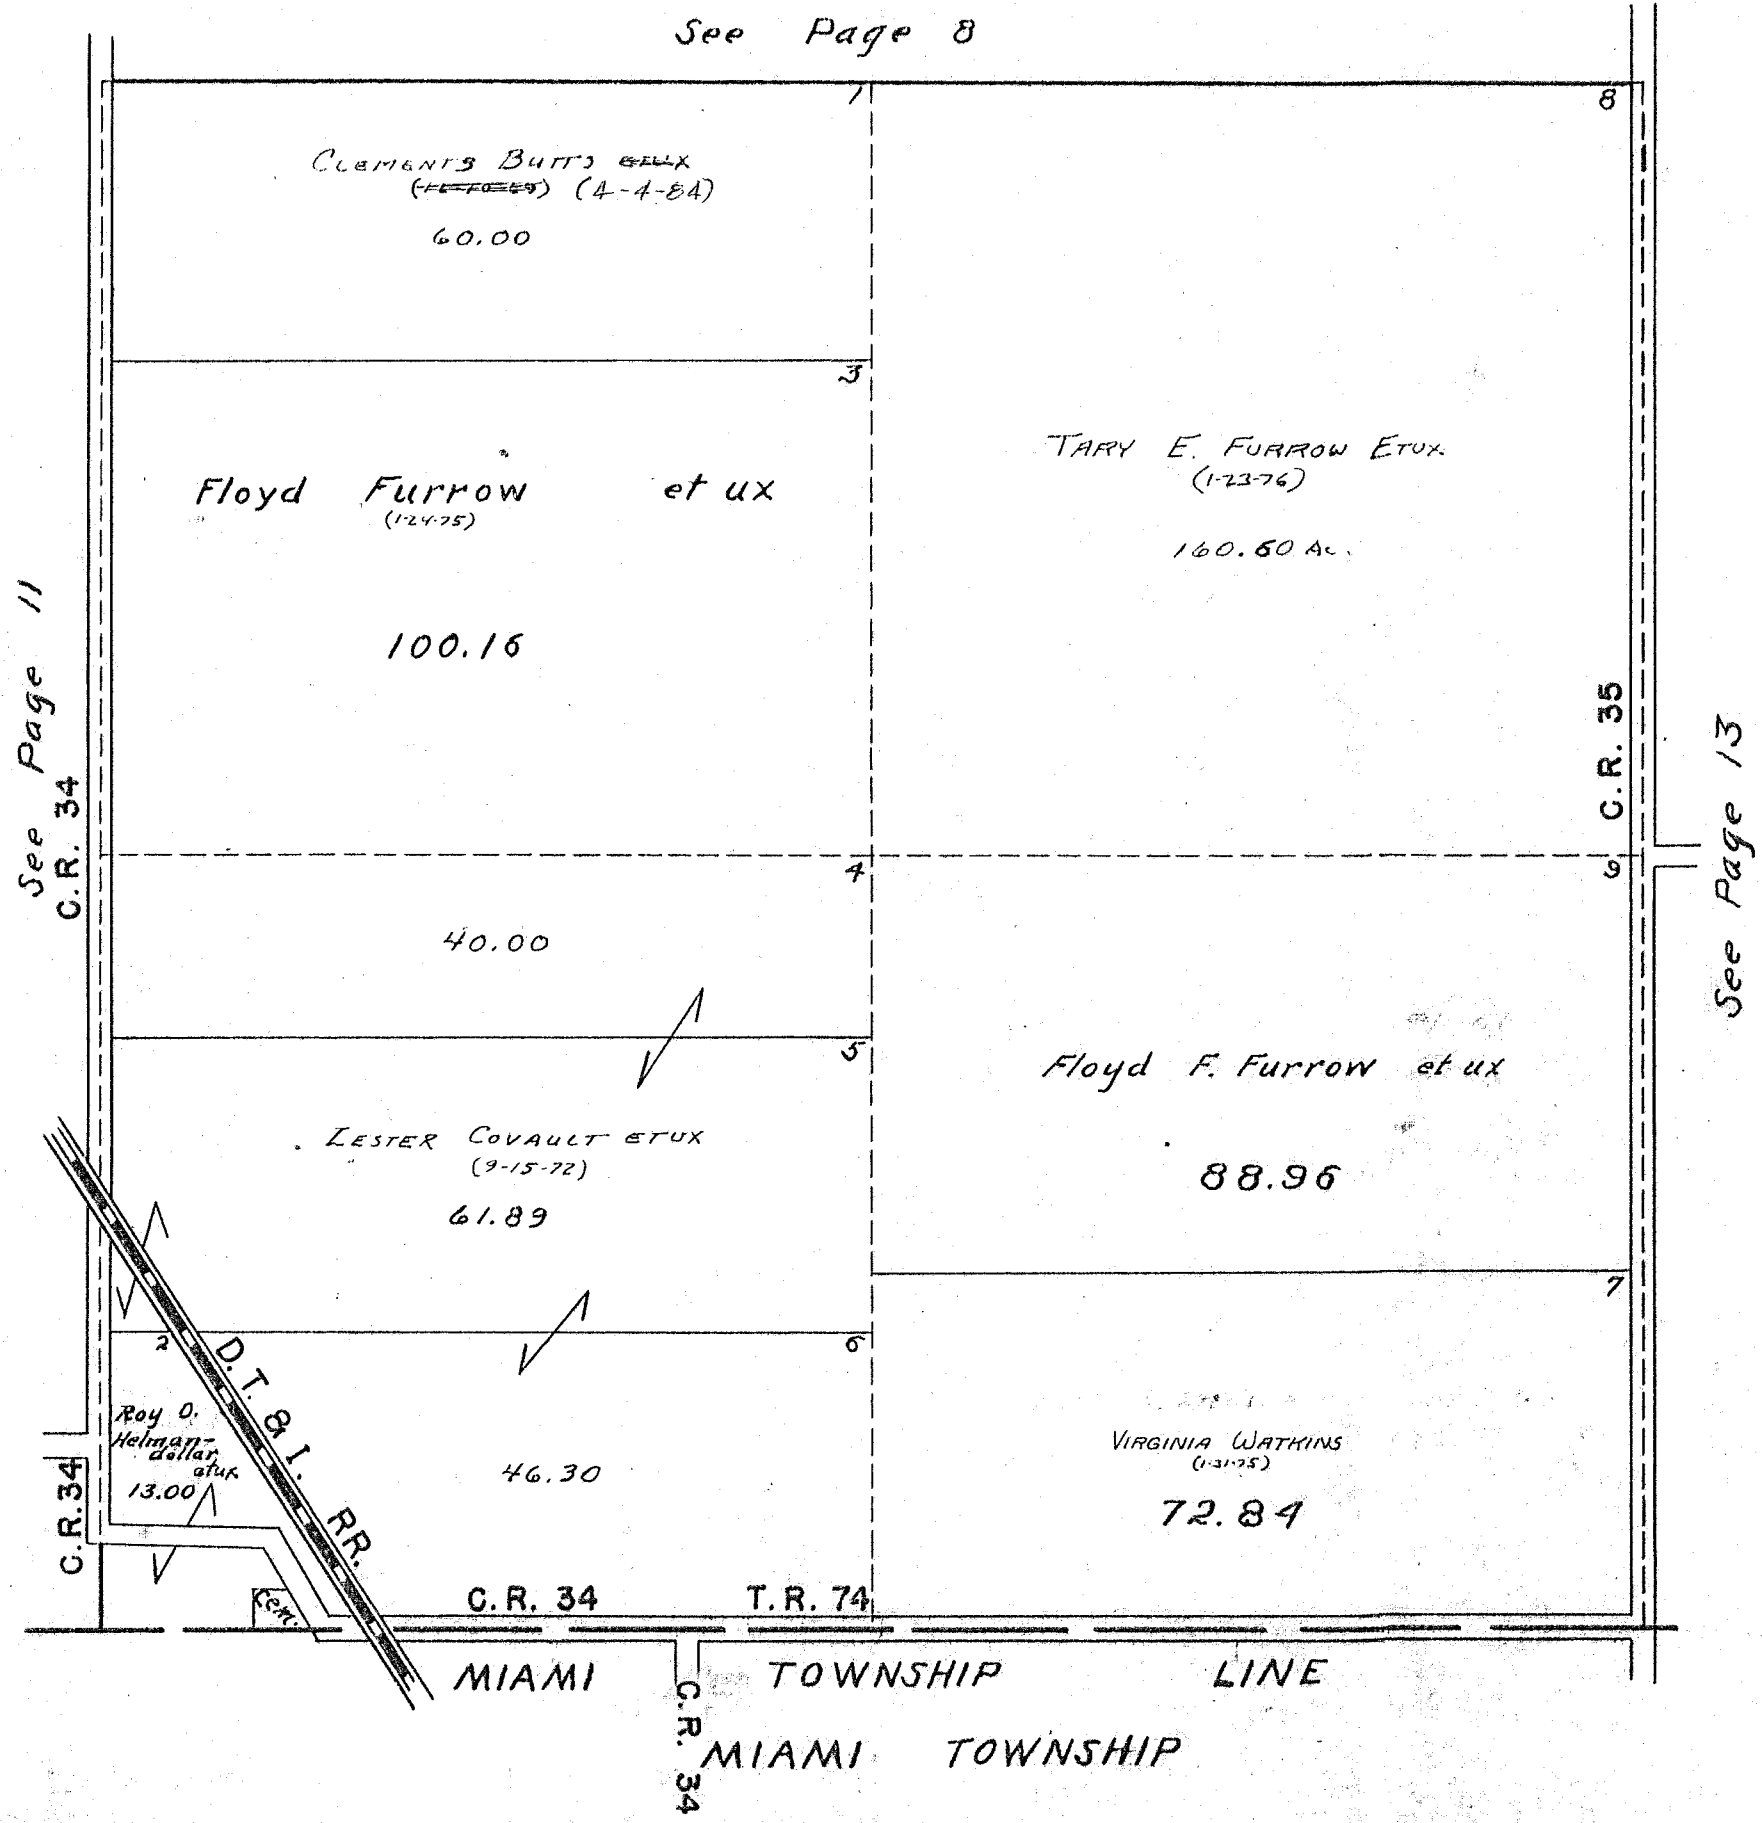 See Page 8
1
8
CLEMENTS BUTTS ETUX
(4-4-84)
60.00
3
TARY E. FURROW ETUX
(1-23-76)
160.60 Ac.
Floyd Furrow et ux
(1-24-75)
100.16
See Page 11
C.R. 34
C.R. 35
See Page 13
4
9
40.00
5
Floyd F. Furrow et ux
88.96
LESTER COVAULT ETUX
(9-15-72)
61.89
7
2
6
D. T. & I. RR.
Roy O.
Helman-
dollar
etux
13.00
46.30
VIRGINIA WATKINS
(1-31-75)
72.84
C.R. 34
Cem.
C.R. 34
T.R. 74
MIAMI TOWNSHIP LINE
C.R. 34
MIAMI TOWNSHIP